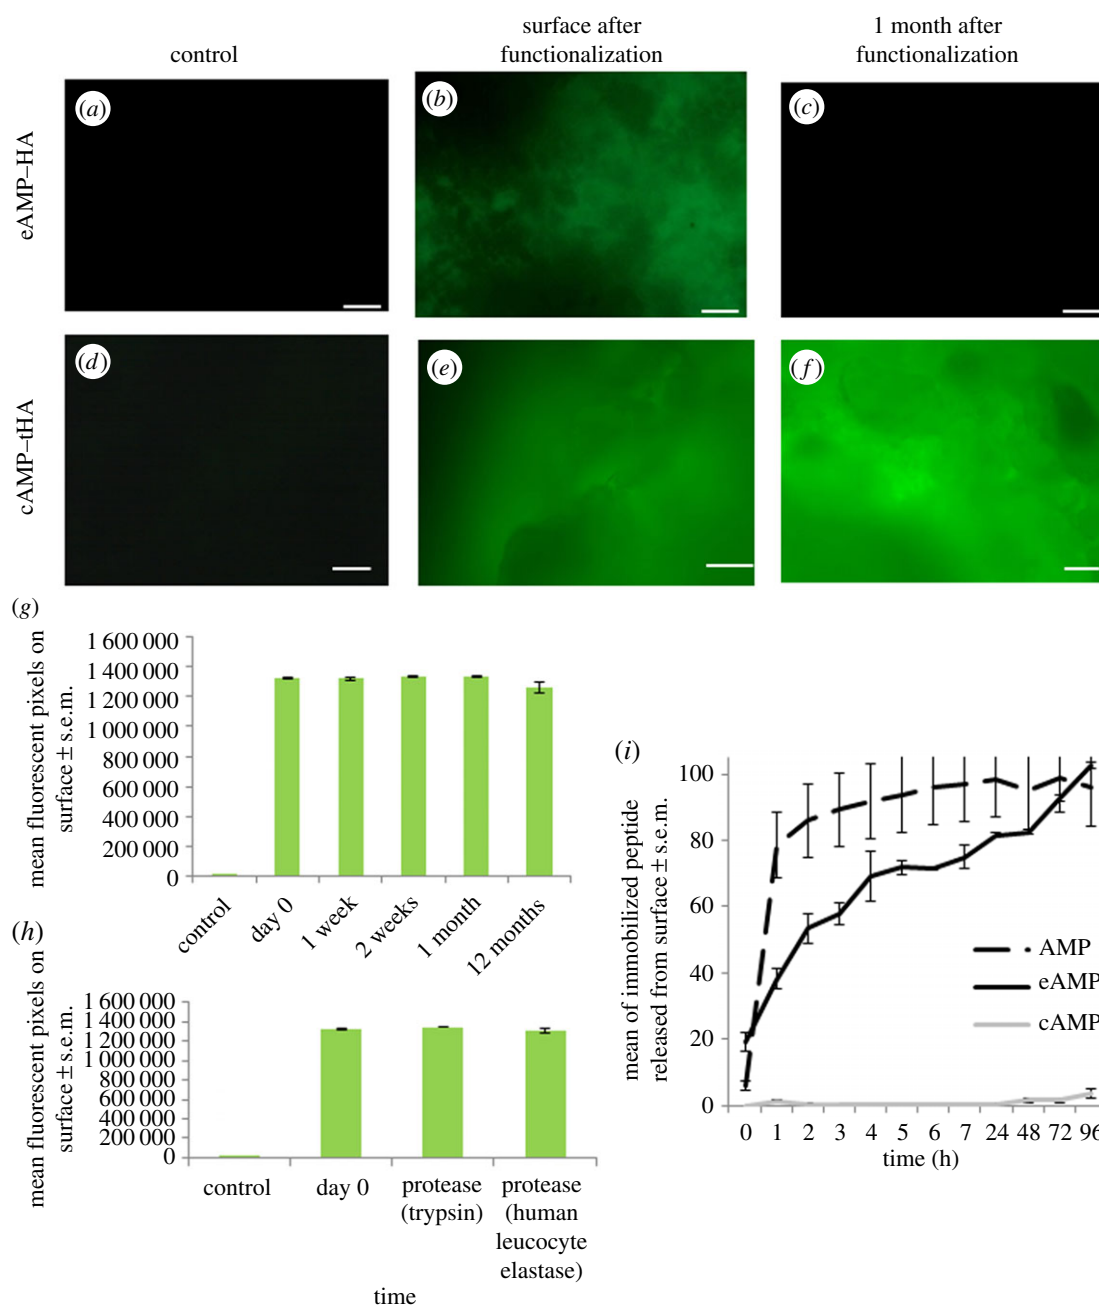 control
surface after
functionalization
1 month after
functionalization
eAMP–HA
(a)
(b)
(c)
cAMP–tHA
(d)
(e)
(f)
(g)
mean fluorescent pixels on
surface ± s.e.m.
1 600 000
1 400 000
1 200 000
1 000 000
800 000
600 000
400 000
200 000
0
control
day 0
1 week
2 weeks
1 month
12 months
(h)
mean fluorescent pixels on
surface ± s.e.m.
1 600 000
1 400 000
1 200 000
1 000 000
800 000
600 000
400 000
200 000
0
control
day 0
protease
(trypsin)
protease
(human
leucocyte
elastase)
time
(i)
mean of immobilized peptide
released from surface ± s.e.m.
100
80
60
40
20
0
AMP
eAMP
cAMP
0 1 2 3 4 5 6 7 24 48 72 96
time (h)